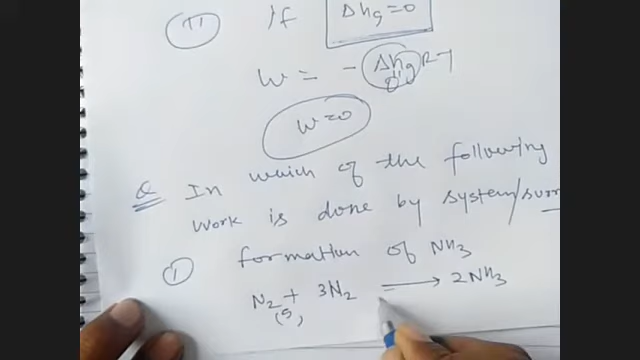 II If Δng=0
W = - Δng RT
0
W=0
Q In which of the following
work is done by system/surr
① formation of NH3
N2 + 3N2 ⟶ 2NH3
(g)